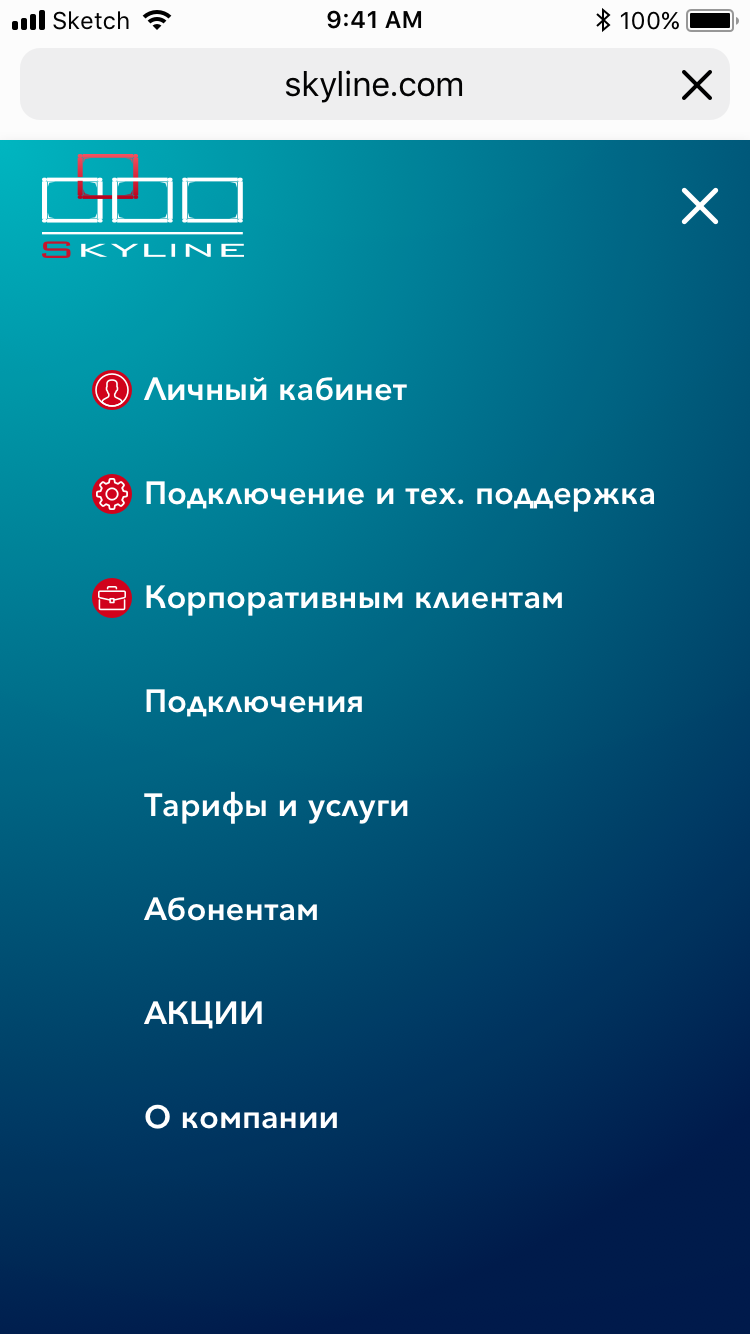 Sketch 9:41 AM 100%
skyline.com
SKYLINE
Личный кабинет
Подключение и тех. поддержка
Корпоративным клиентам
Подключения
Тарифы и услуги
Абонентам
АКЦИИ
О компании